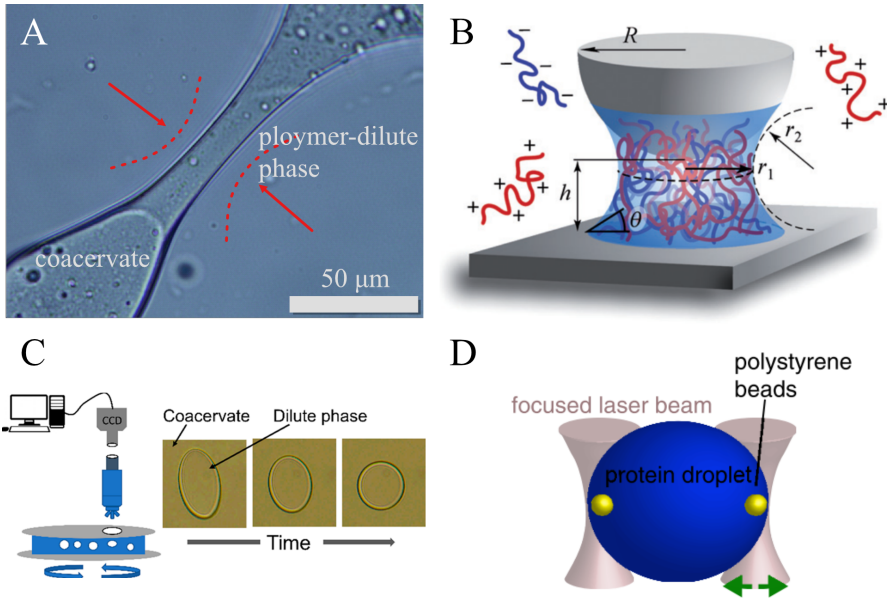 A
ploymer-dilute
phase
coacervate
50 μm
B
R
r₂
r₁
h
θ
− − − −
+ + + +
+ + + +
C
CCD
Coacervate
Dilute phase
Time
D
polystyrene
beads
focused laser beam
protein droplet